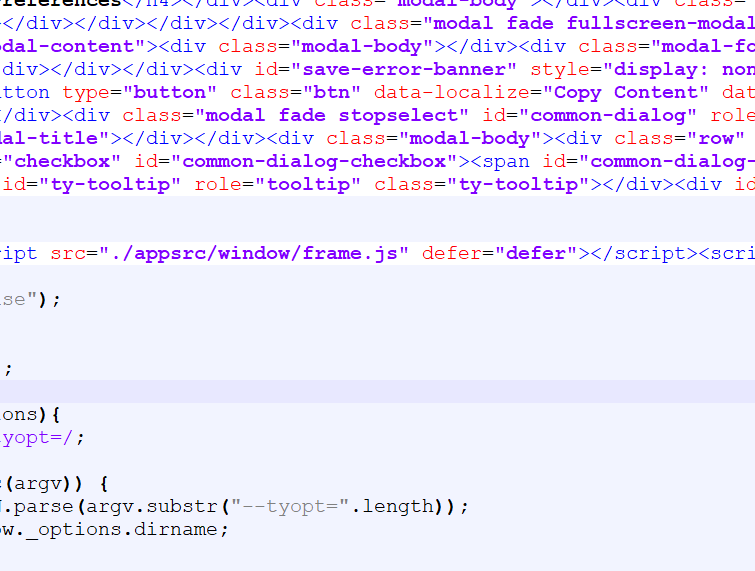 references</h4></div><div class="modal-body"></div><div class="
</div></div></div></div><div class="modal fade fullscreen-modal
dal-content"><div class="modal-body"></div><div class="modal-fo
div></div></div><div id="save-error-banner" style="display: non
tton type="button" class="btn" data-localize="Copy Content" dat
/div><div class="modal fade stopselect" id="common-dialog" role
al-title"></div></div><div class="modal-body"><div class="row"
="checkbox" id="common-dialog-checkbox"><span id="common-dialog-
id="ty-tooltip" role="tooltip" class="ty-tooltip"></div><div id
ript src="./appsrc/window/frame.js" defer="defer"></script><scri
se");
;
ions){
yopt=/;
(argv)) {
.parse(argv.substr("--tyopt=".length));
ow._options.dirname;